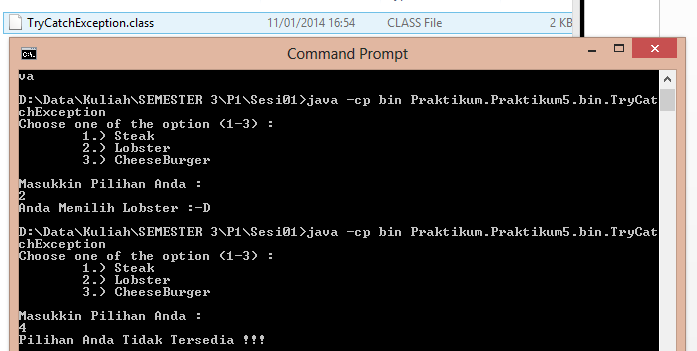 TryCatchException.class 11/01/2014 16:54 CLASS File 2 KB
Command Prompt
va
D:\Data\Kuliah\SEMESTER 3\P1\Sesi01>java -cp bin Praktikum.Praktikum5.bin.TryCat
chException
Choose one of the option (1-3) :
1.) Steak
2.) Lobster
3.) CheeseBurger
Masukkin Pilihan Anda :
2
Anda Memilih Lobster :-D
D:\Data\Kuliah\SEMESTER 3\P1\Sesi01>java -cp bin Praktikum.Praktikum5.bin.TryCat
chException
Choose one of the option (1-3) :
1.) Steak
2.) Lobster
3.) CheeseBurger
Masukkin Pilihan Anda :
4
Pilihan Anda Tidak Tersedia !!!